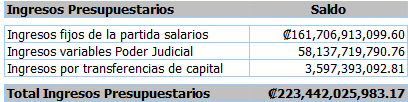 Ingresos Presupuestarios Saldo
Ingresos fijos de la partida salarios ₡161,706,913,099.60
Ingresos variables Poder Judicial 58,137,719,790.76
Ingresos por transferencias de capital 3,597,393,092.81
Total Ingresos Presupuestarios ₡223,442,025,983.17